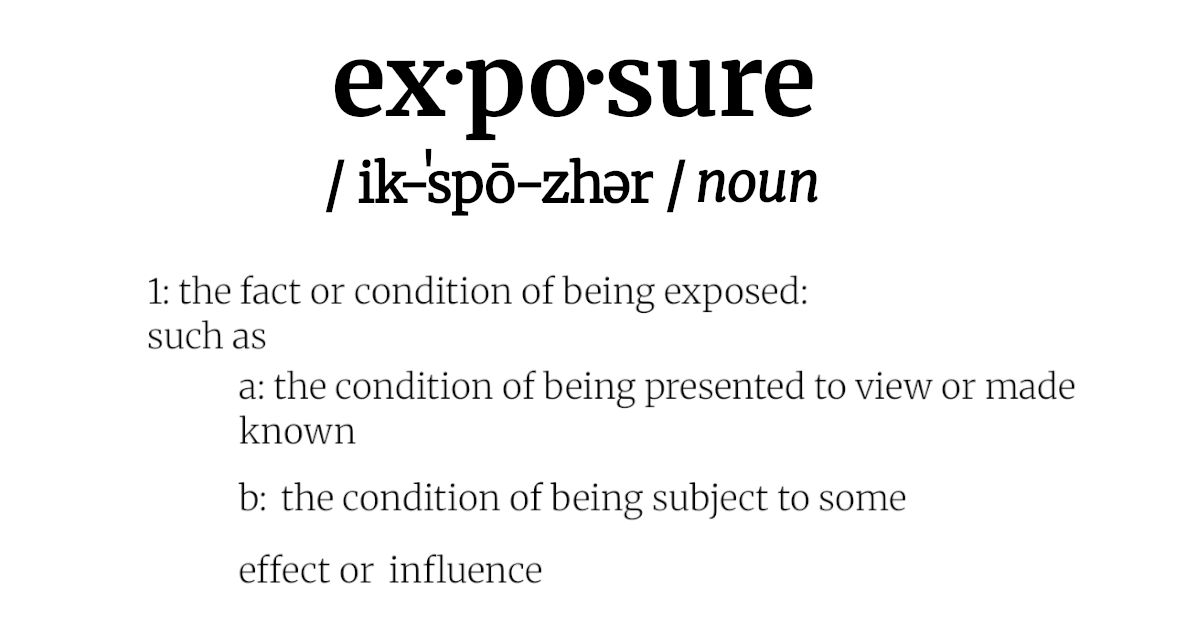 ex·po·sure
/ ik-ˈspō-zhər / noun
1: the fact or condition of being exposed:
such as
a: the condition of being presented to view or made
known
b: the condition of being subject to some
effect or influence